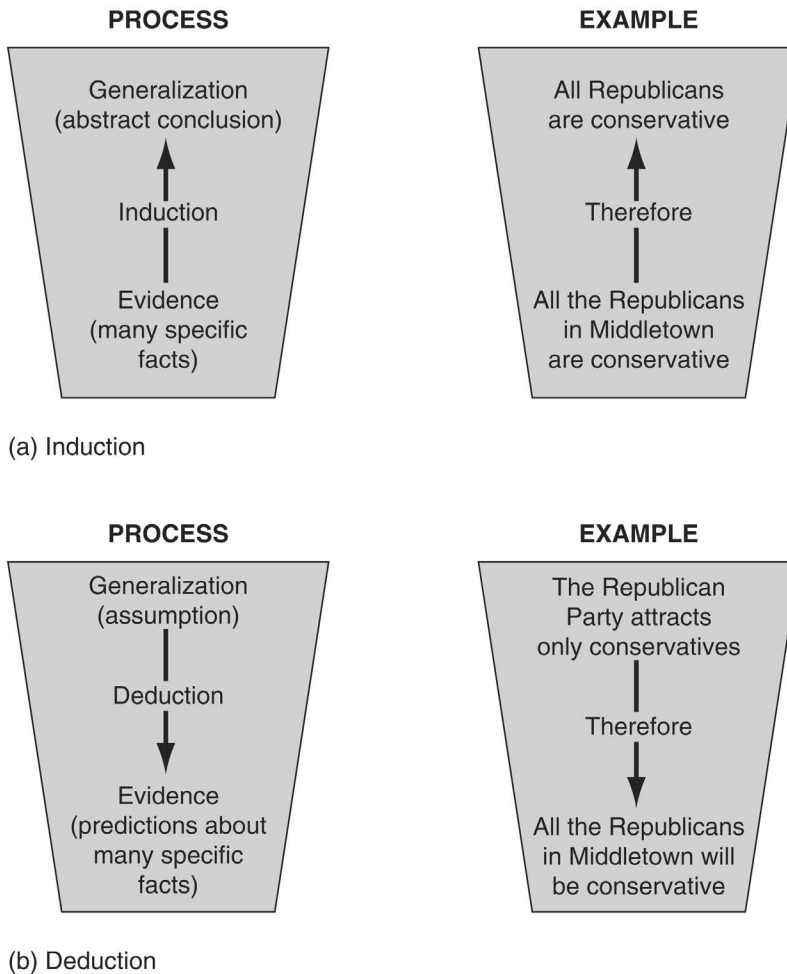 PROCESS
Generalization
(abstract conclusion)
Induction
Evidence
(many specific
facts)
EXAMPLE
All Republicans
are conservative
Therefore
All the Republicans
in Middletown
are conservative
(a) Induction
PROCESS
Generalization
(assumption)
Deduction
Evidence
(predictions about
many specific
facts)
EXAMPLE
The Republican
Party attracts
only conservatives
Therefore
All the Republicans
in Middletown will
be conservative
(b) Deduction